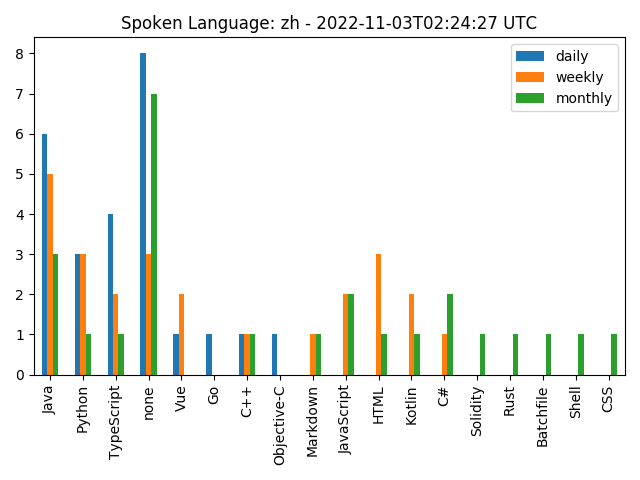 Spoken Language: zh - 2022-11-03T02:24:27 UTC
daily
weekly
monthly
8
7
6
5
4
3
2
1
0
Java
Python
TypeScript
none
Vue
Go
C++
Objective-C
Markdown
JavaScript
HTML
Kotlin
C#
Solidity
Rust
Batchfile
Shell
CSS